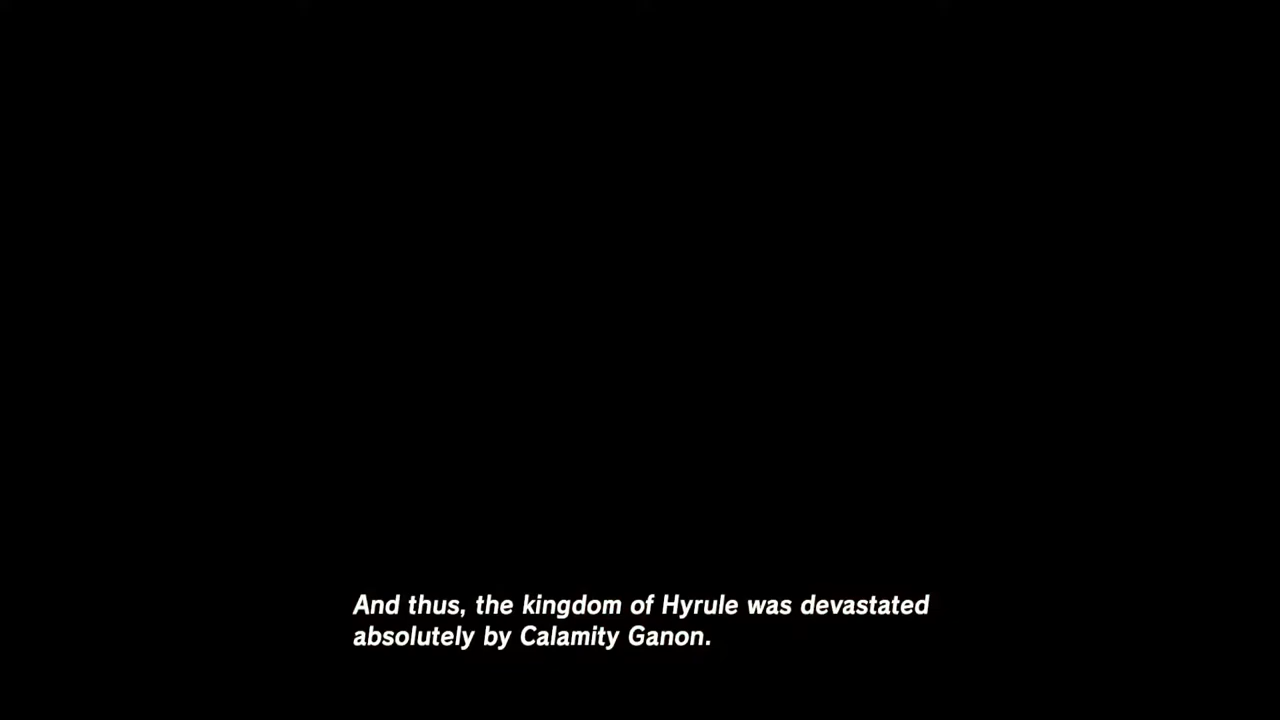 And thus, the kingdom of Hyrule was devastated
absolutely by Calamity Ganon.